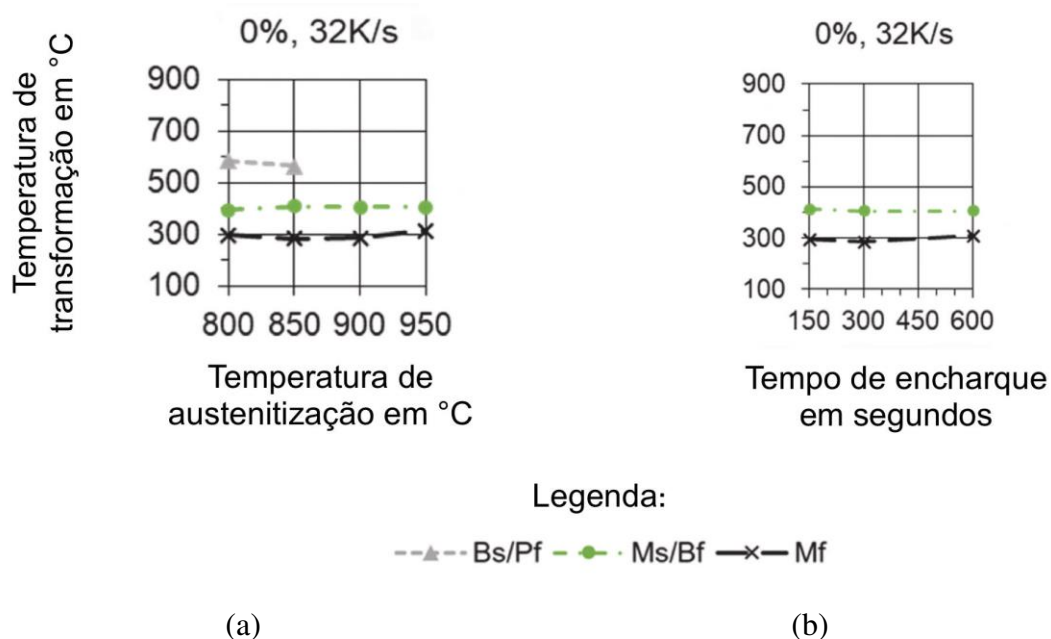 0%, 32K/s
Temperatura de
transformação em °C
900
700
500
300
100
800 850 900 950
Temperatura de
austenitização em °C
0%, 32K/s
900
700
500
300
100
150 300 450 600
Tempo de encharque
em segundos
Legenda:
Bs/Pf Ms/Bf Mf
(a) (b)